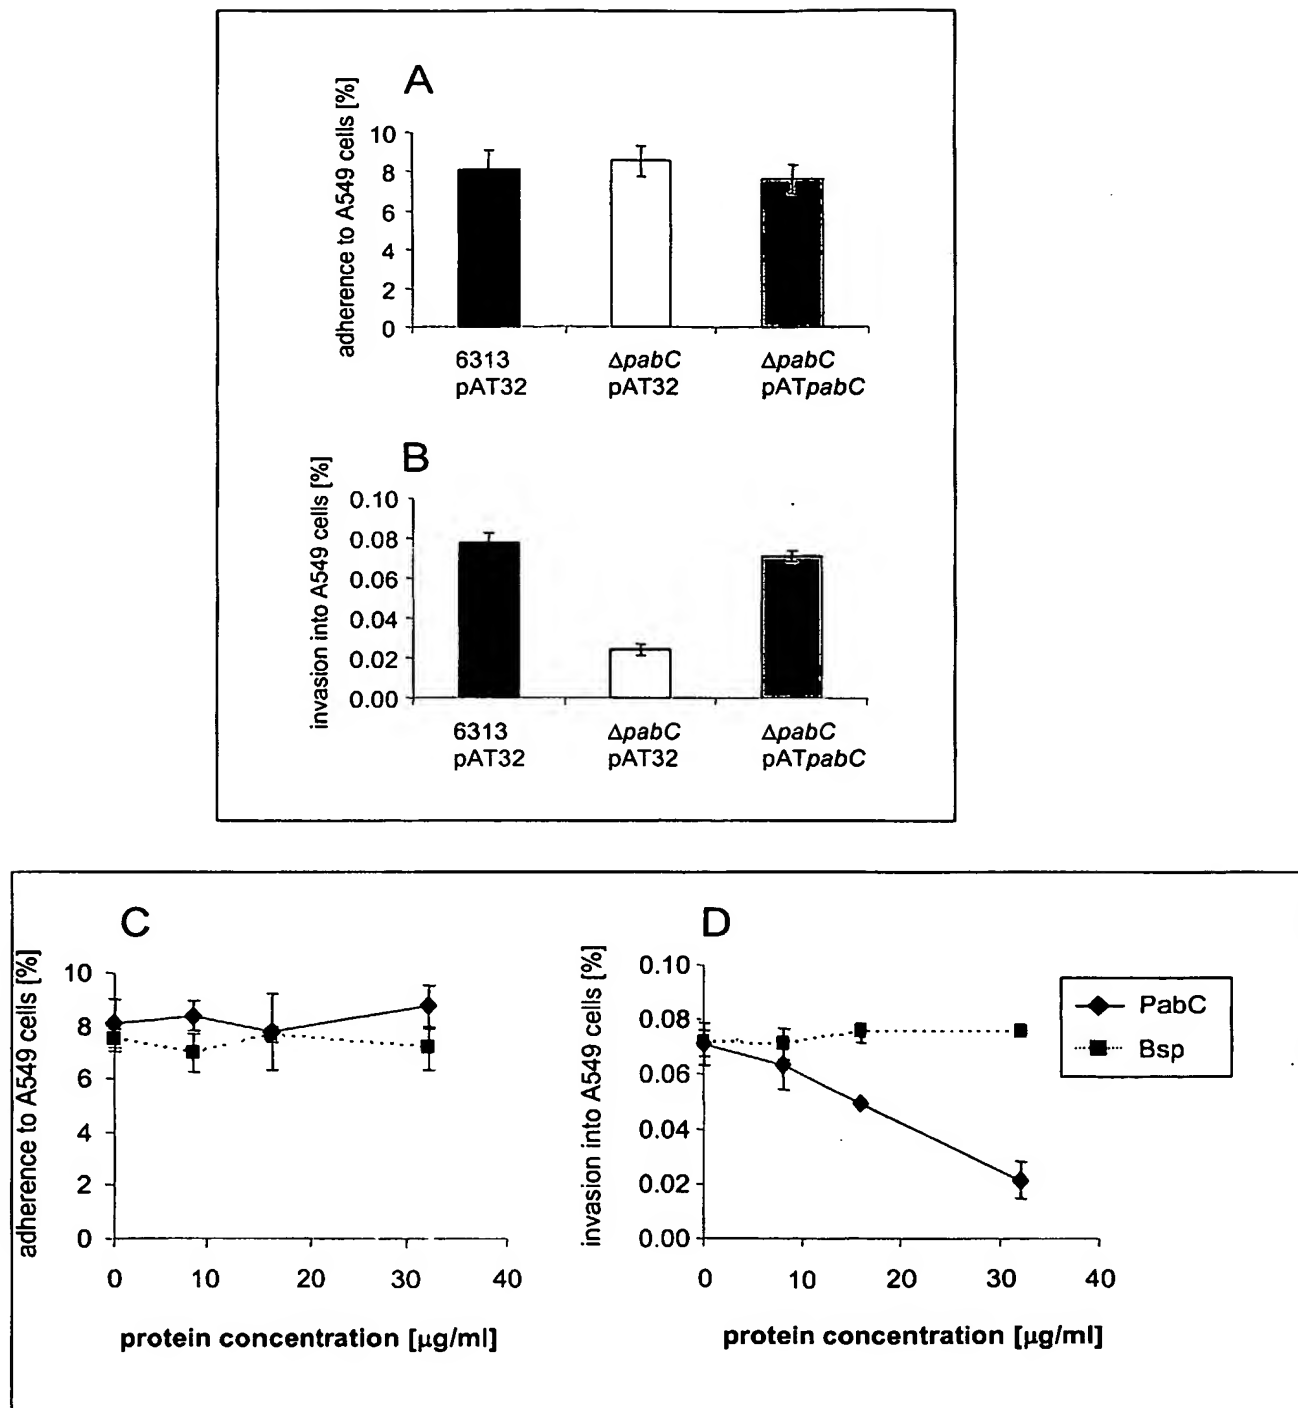 A
adherence to A549 cells [%]
10
8
6
4
2
0
6313
pAT32
ΔpabC
pAT32
ΔpabC
pATpabC
B
invasion into A549 cells [%]
0.10
0.08
0.06
0.04
0.02
0.00
6313
pAT32
ΔpabC
pAT32
ΔpabC
pATpabC
C
adherence to A549 cells [%]
10
8
6
4
2
0
0 10 20 30 40
protein concentration [µg/ml]
D
invasion into A549 cells [%]
0.10
0.08
0.06
0.04
0.02
0.00
0 10 20 30 40
protein concentration [µg/ml]
PabC
Bsp